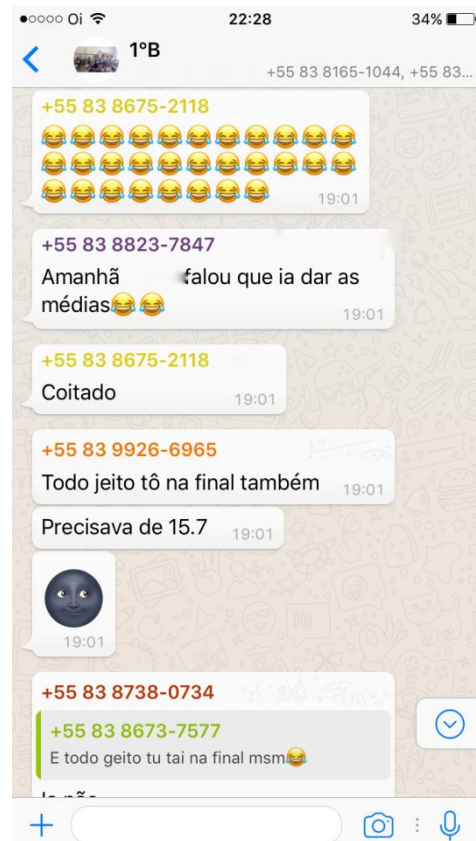 Oi 22:28 34%
1°B
+55 83 8165-1044, +55 83...
+55 83 8675-2118
😂😂😂😂😂😂😂😂😂😂😂
😂😂😂😂😂😂😂😂😂😂😂
😂😂😂😂😂😂😂😂 19:01
+55 83 8823-7847
Amanhã falou que ia dar as
médias😂😂 19:01
+55 83 8675-2118
Coitado 19:01
+55 83 9926-6965
Todo jeito tô na final também 19:01
Precisava de 15.7 19:01
🌚
19:01
+55 83 8738-0734
+55 83 8673-7577
E todo geito tu tai na final msm😂